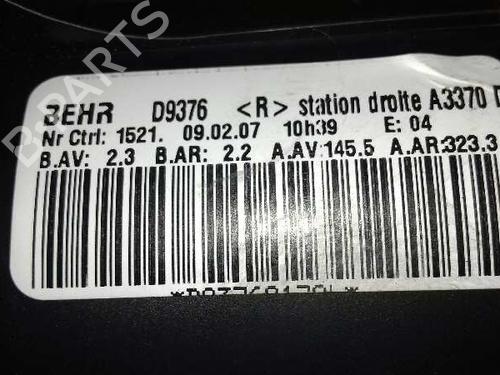 BEHR D9376 <R> station droite A3370
Nr Ctrl: 1521. 09.02.07 10h39 E: 04
B.AV: 2.3 B.AR: 2.2 A.AV:145.5 A.AR:323.3
B-PARTS